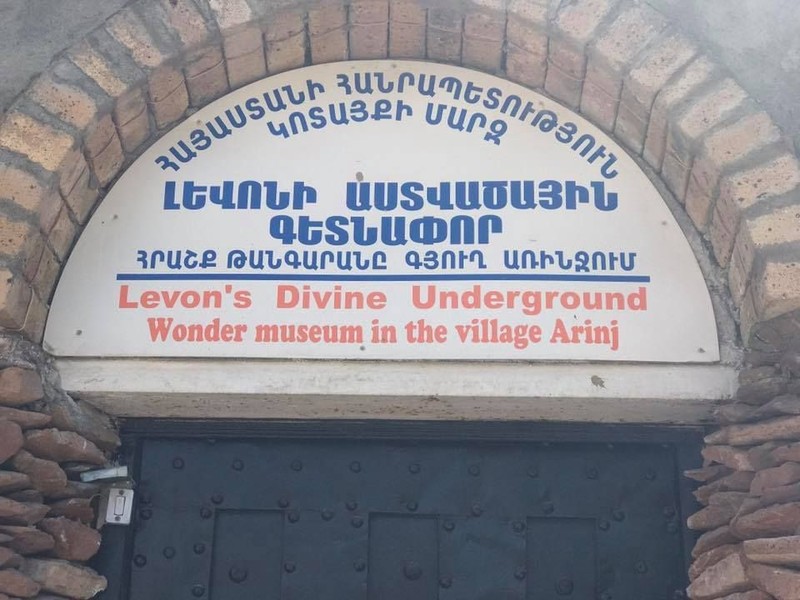 ՀԱՅԱՍՏԱՆԻ ՀԱՆՐԱՊԵՏՈՒԹՅՈՒՆ
ԿՈՏԱՅՔԻ ՄԱՐԶ
ԼԵՎՈՆԻ ԱՍՏՎԱԾԱՅԻՆ
ԳԵՏՆԱՓՈՐ
ՀՐԱՇՔ ԹԱՆԳԱՐԱՆԸ ԳՅՈՒՂ ԱՌԻՆՋՈՒՄ
Levon's Divine Underground
Wonder museum in the village Arinj